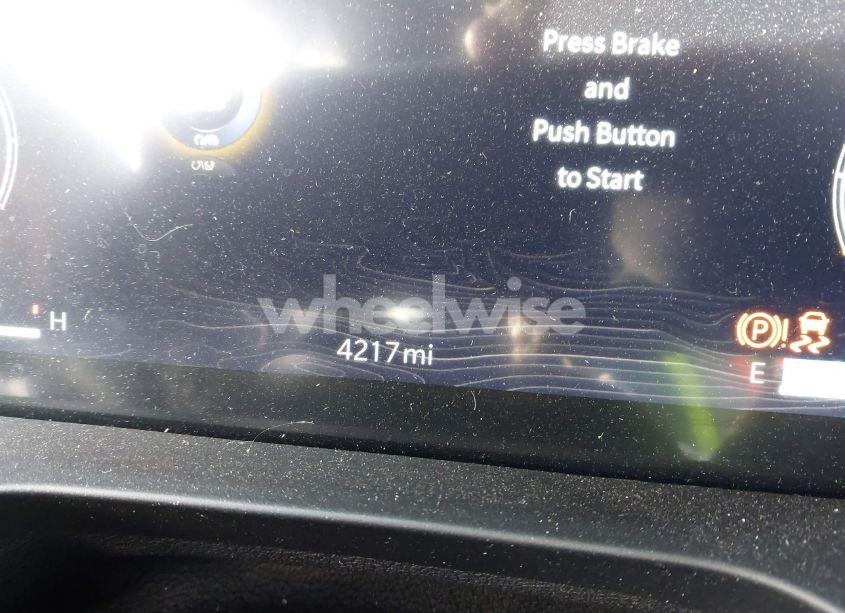 Press Brake
and
Push Button
to Start
wheelwise
H
4217 mi
P !
E